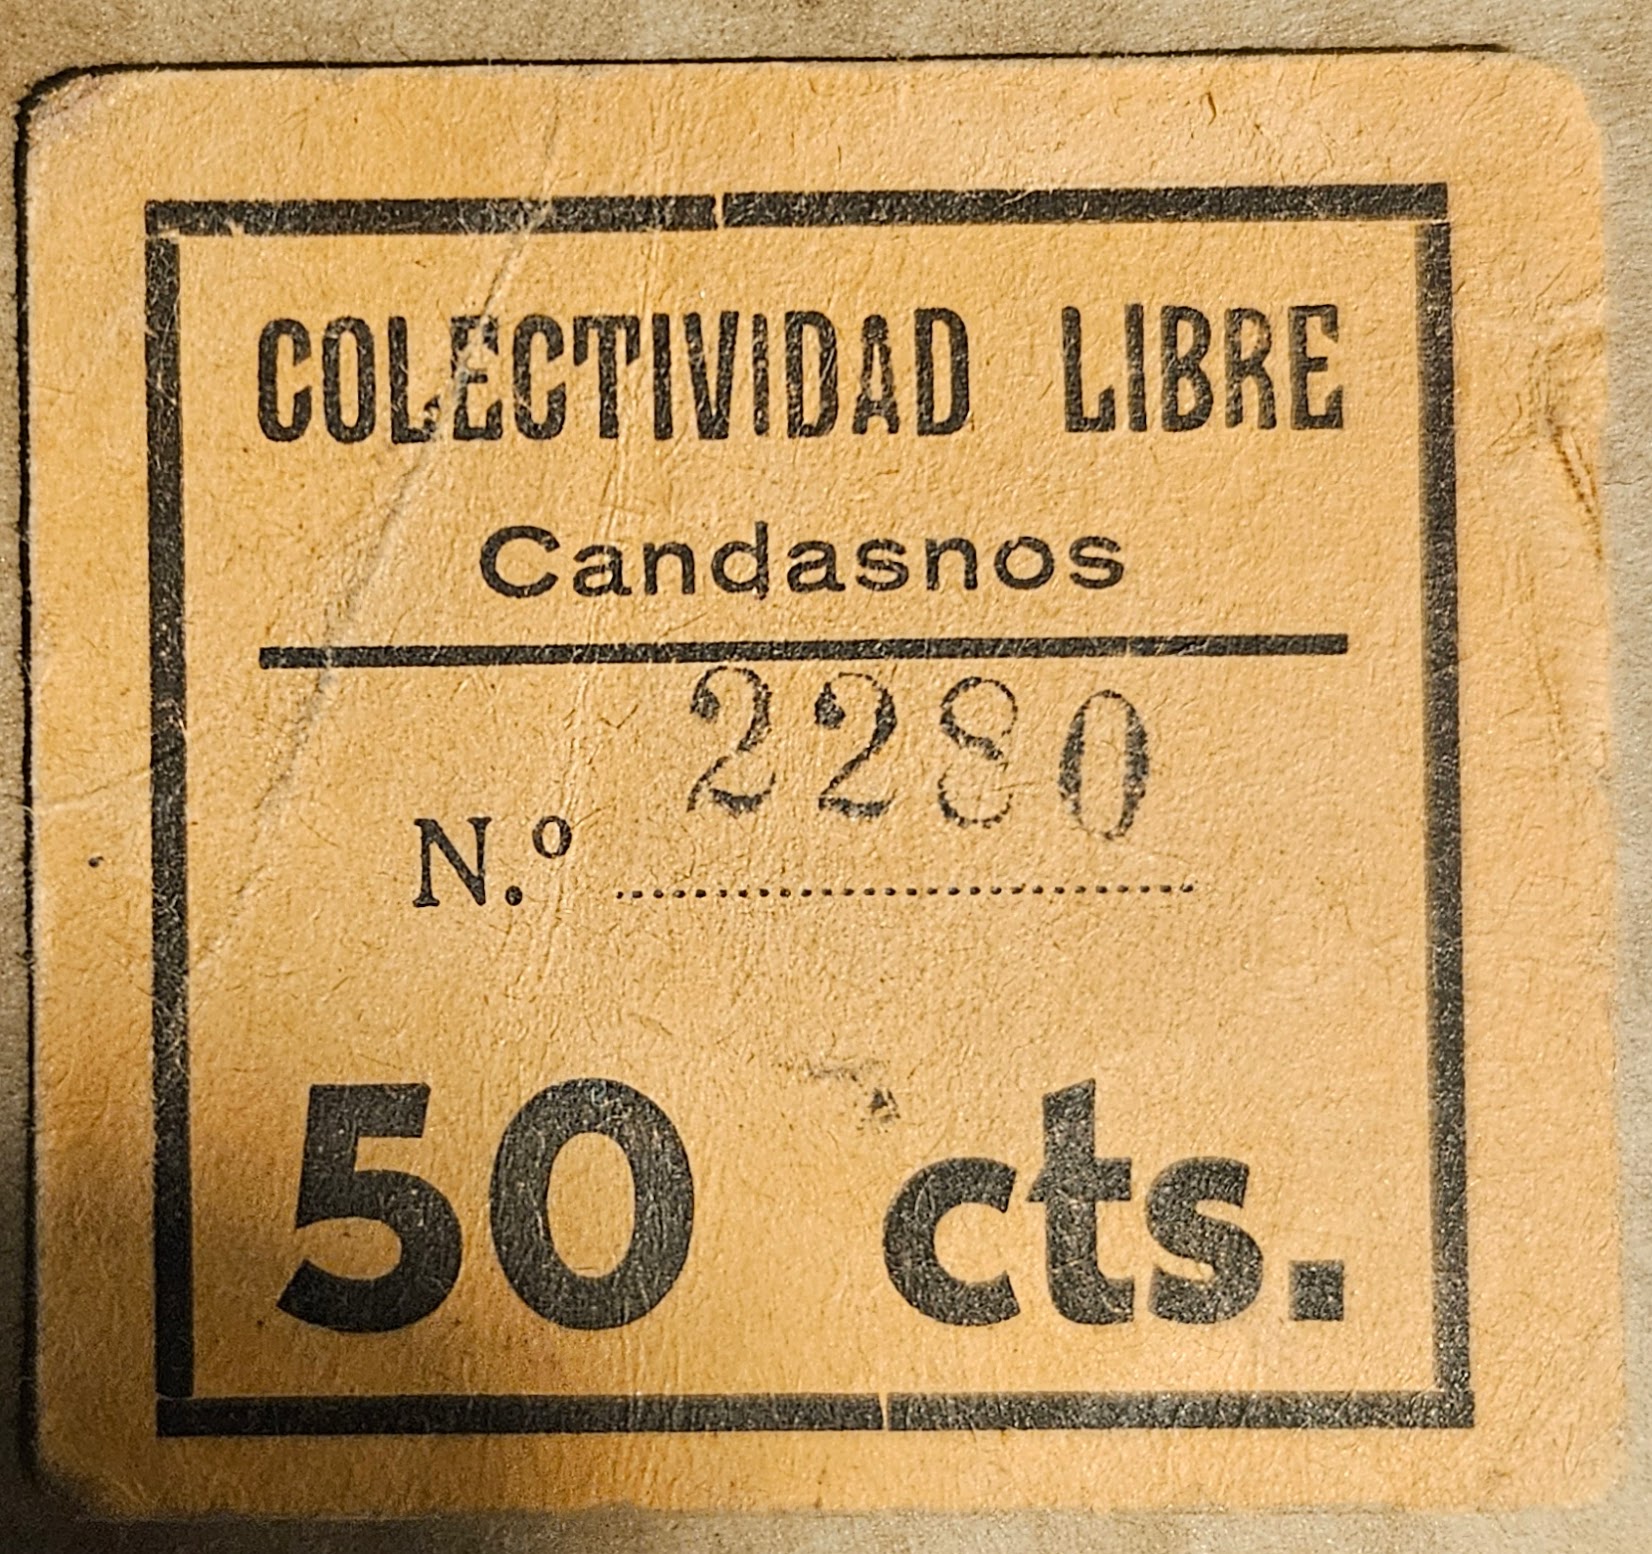 COLECTIVIDAD LIBRE
Candasnos
2280
N.º ........................
50 cts.